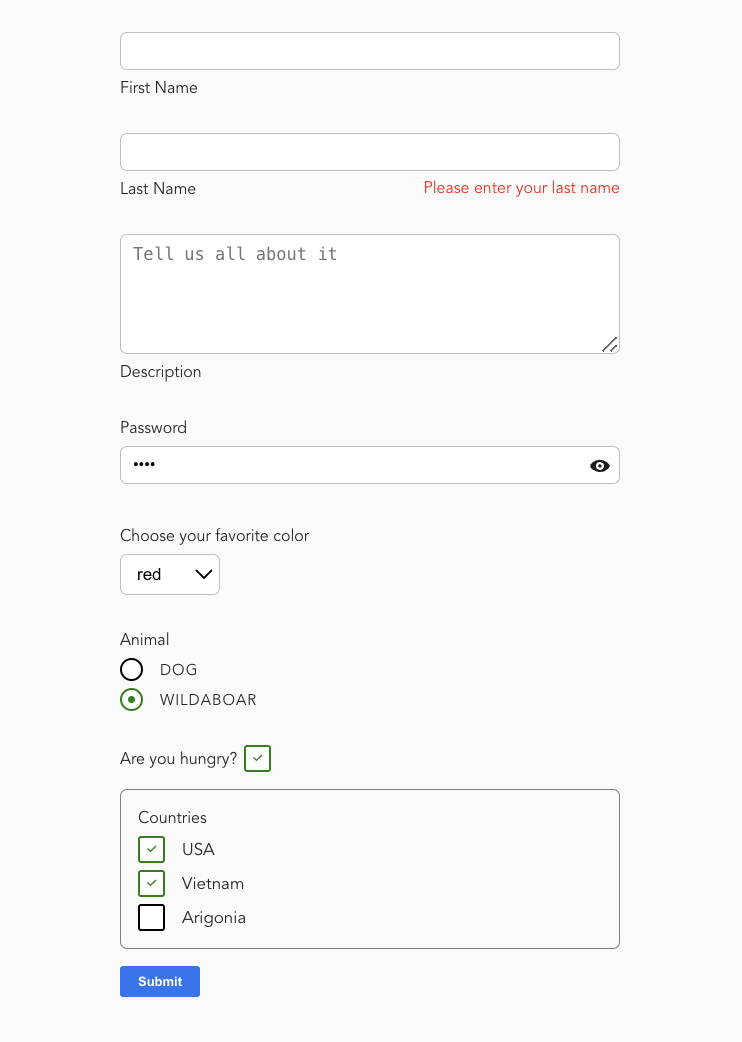 First Name
Last Name
Please enter your last name
Tell us all about it
Description
Password
••••
Choose your favorite color
red
Animal
DOG
WILDABOAR
Are you hungry?
Countries
USA
Vietnam
Arigonia
Submit